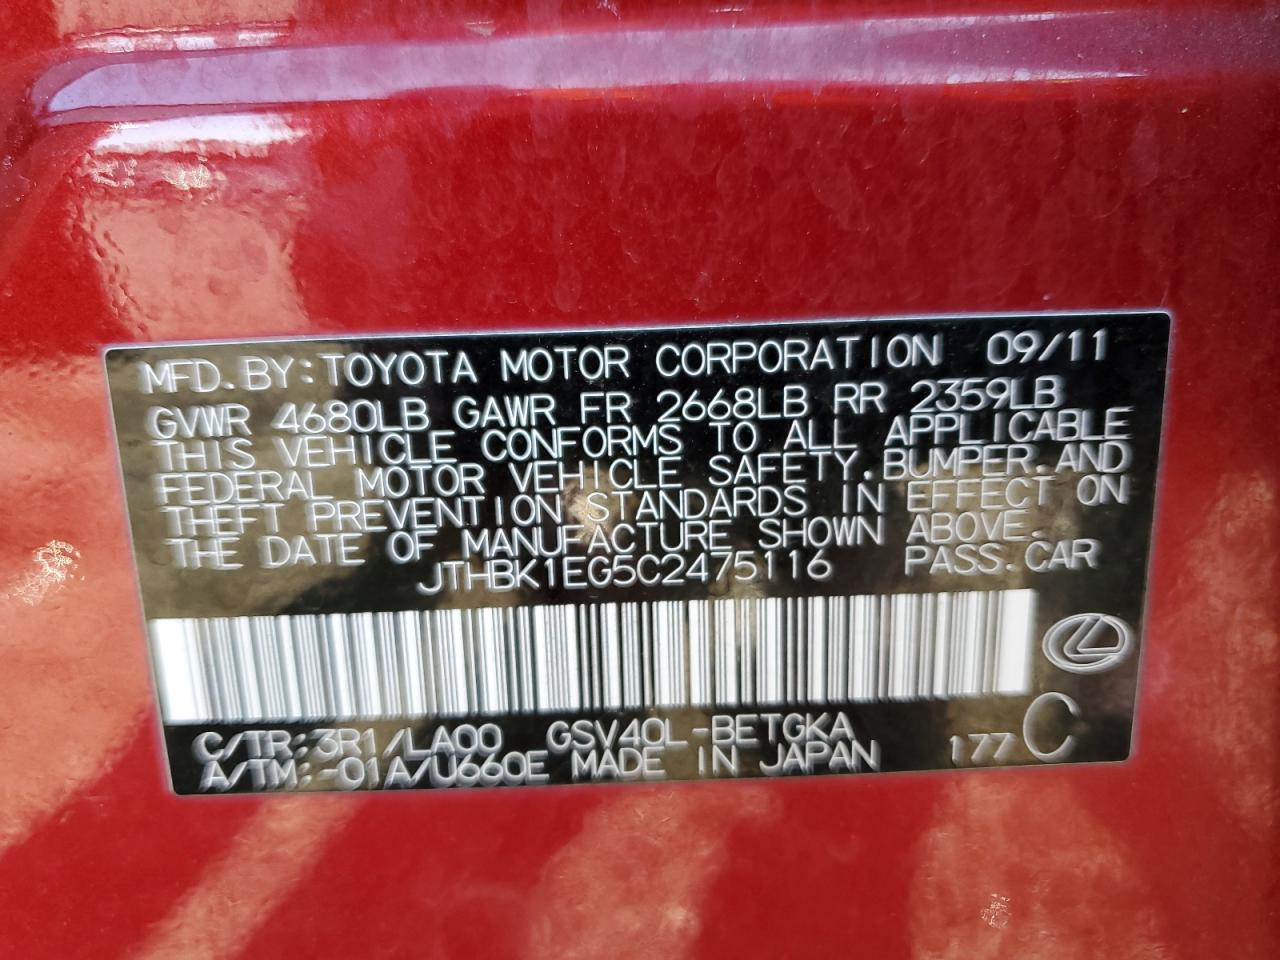 MFD. BY: TOYOTA MOTOR CORPORATION 09/11
GVWR 4680LB GAWR FR 2668LB RR 2359LB
THIS VEHICLE CONFORMS TO ALL APPLICABLE
FEDERAL MOTOR VEHICLE SAFETY, BUMPER, AND
THEFT PREVENTION STANDARDS IN EFFECT ON
THE DATE OF MANUFACTURE SHOWN ABOVE.
JTHBK1EG5C2475116 PASS. CAR
C/TR: 3R1/LA00 GSV40L-BETGKA
A/TM: -01A/U660E MADE IN JAPAN 177 C